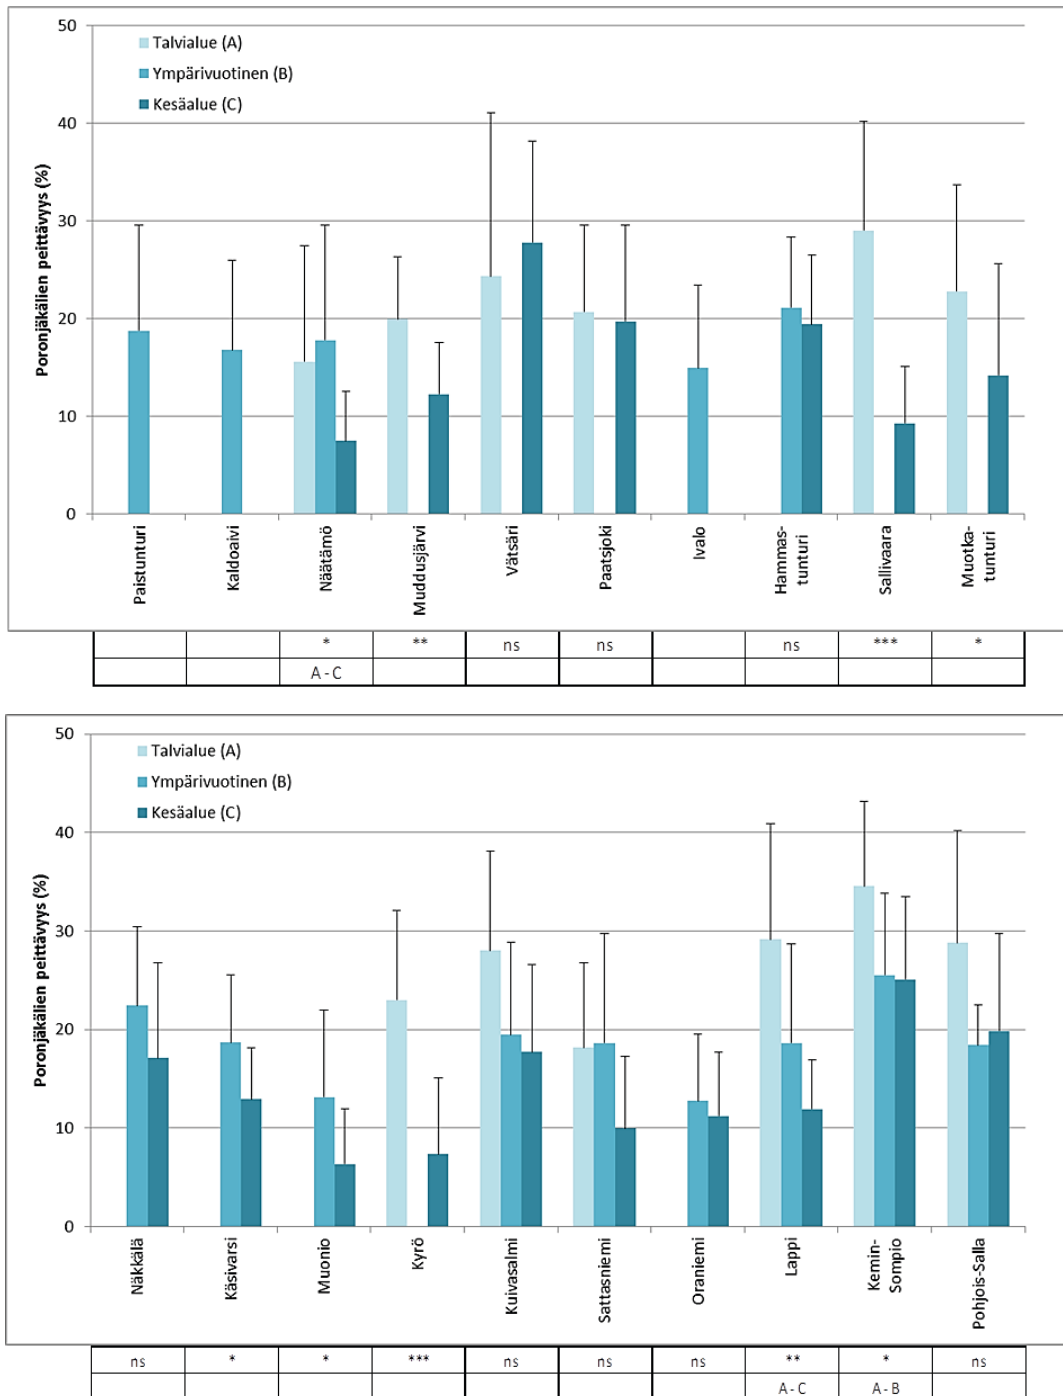 50
40
30
20
10
0
Poronjäkälien peittävyys (%)
Talvialue (A)
Ympärivuotinen (B)
Kesäalue (C)
Paistunturi
Kaldoaivi
Näätämö
Muddusjärvi
Vätsäri
Paatsjoki
Ivalo
Hammas-
tunturi
Sallivaara
Muotka-
tunturi
* ** ns ns ns *** *
A - C
50
40
30
20
10
0
Poronjäkälien peittävyys (%)
Talvialue (A)
Ympärivuotinen (B)
Kesäalue (C)
Näkkälä
Käsivarsi
Muonio
Kyrö
Kuivasalmi
Sattasniemi
Oraniemi
Lappi
Kemin-
Sompio
Pohjois-Salla
ns * * *** ns ns ns ** * ns
A - C A - B